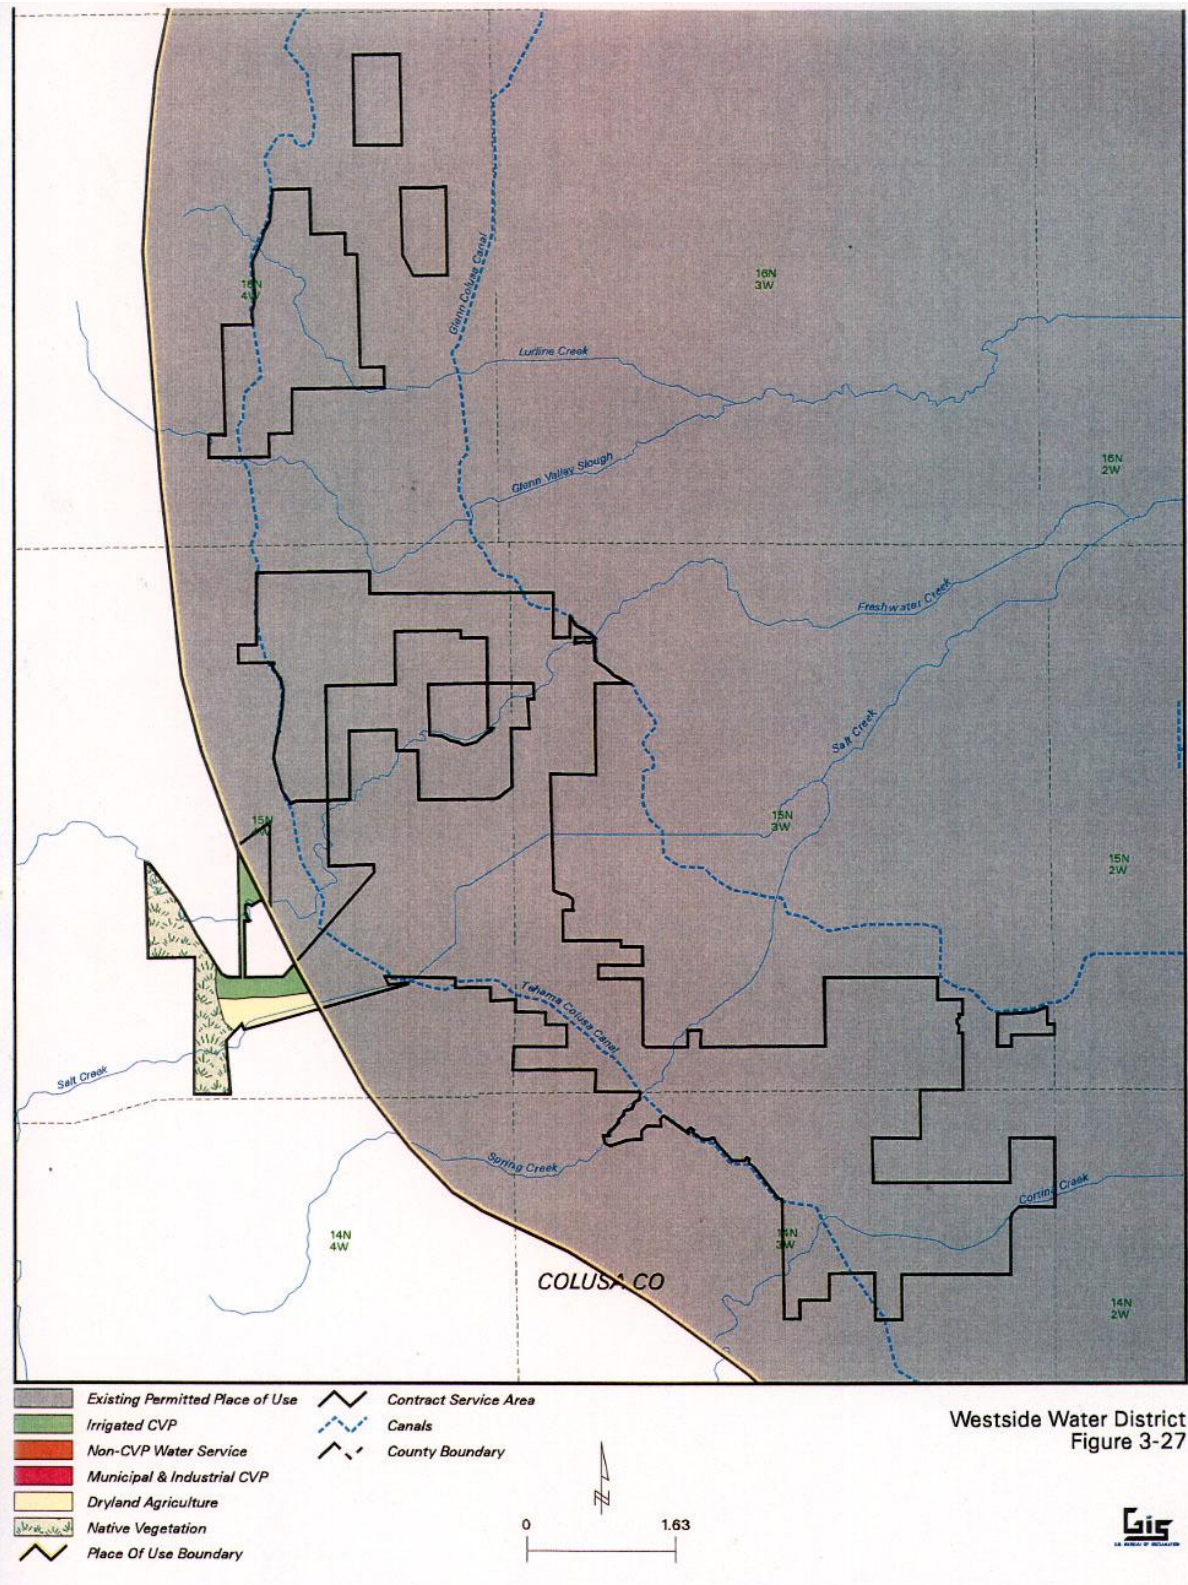 Glenn Colusa Canal
16N
3W
16N
4W
Lurline Creek
16N
2W
Glenn Valley Slough
Freshwater Creek
Salt Creek
15N
15N
3W
15N
2W
Tehama Colusa Canal
Salt Creek
Spring Creek
Cortina Creek
14N
4W
14N
3W
COLUSA CO
14N
2W
Existing Permitted Place of Use
Irrigated CVP
Non-CVP Water Service
Municipal & Industrial CVP
Dryland Agriculture
Native Vegetation
Place Of Use Boundary
Contract Service Area
Canals
County Boundary
N
0 1.63
Westside Water District
Figure 3-27
Gis
U.S. BUREAU OF RECLAMATION